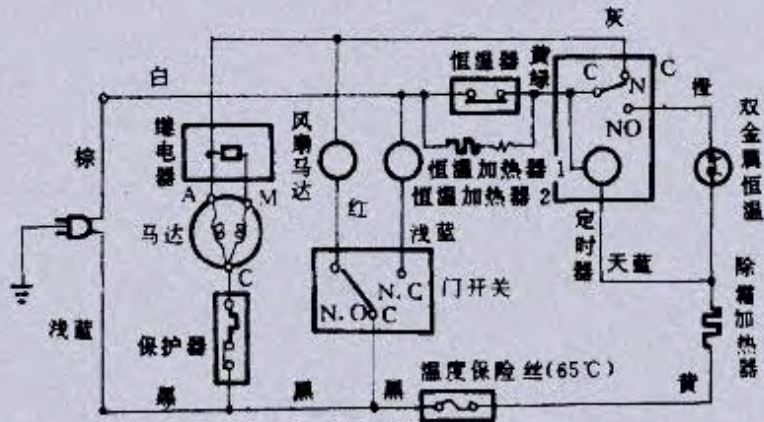 灰
白
恒温器
黄绿
C
N
C
NO
橙
双金属恒温
棕
继电器
风扇马达
恒温加热器 1
恒温加热器 2
A
M
马达
C
红
浅蓝
定时器
天蓝
N.C
N.O
C
门开关
除霜加热器
浅蓝
保护器
黑
黑
温度保险丝(65℃)
黄